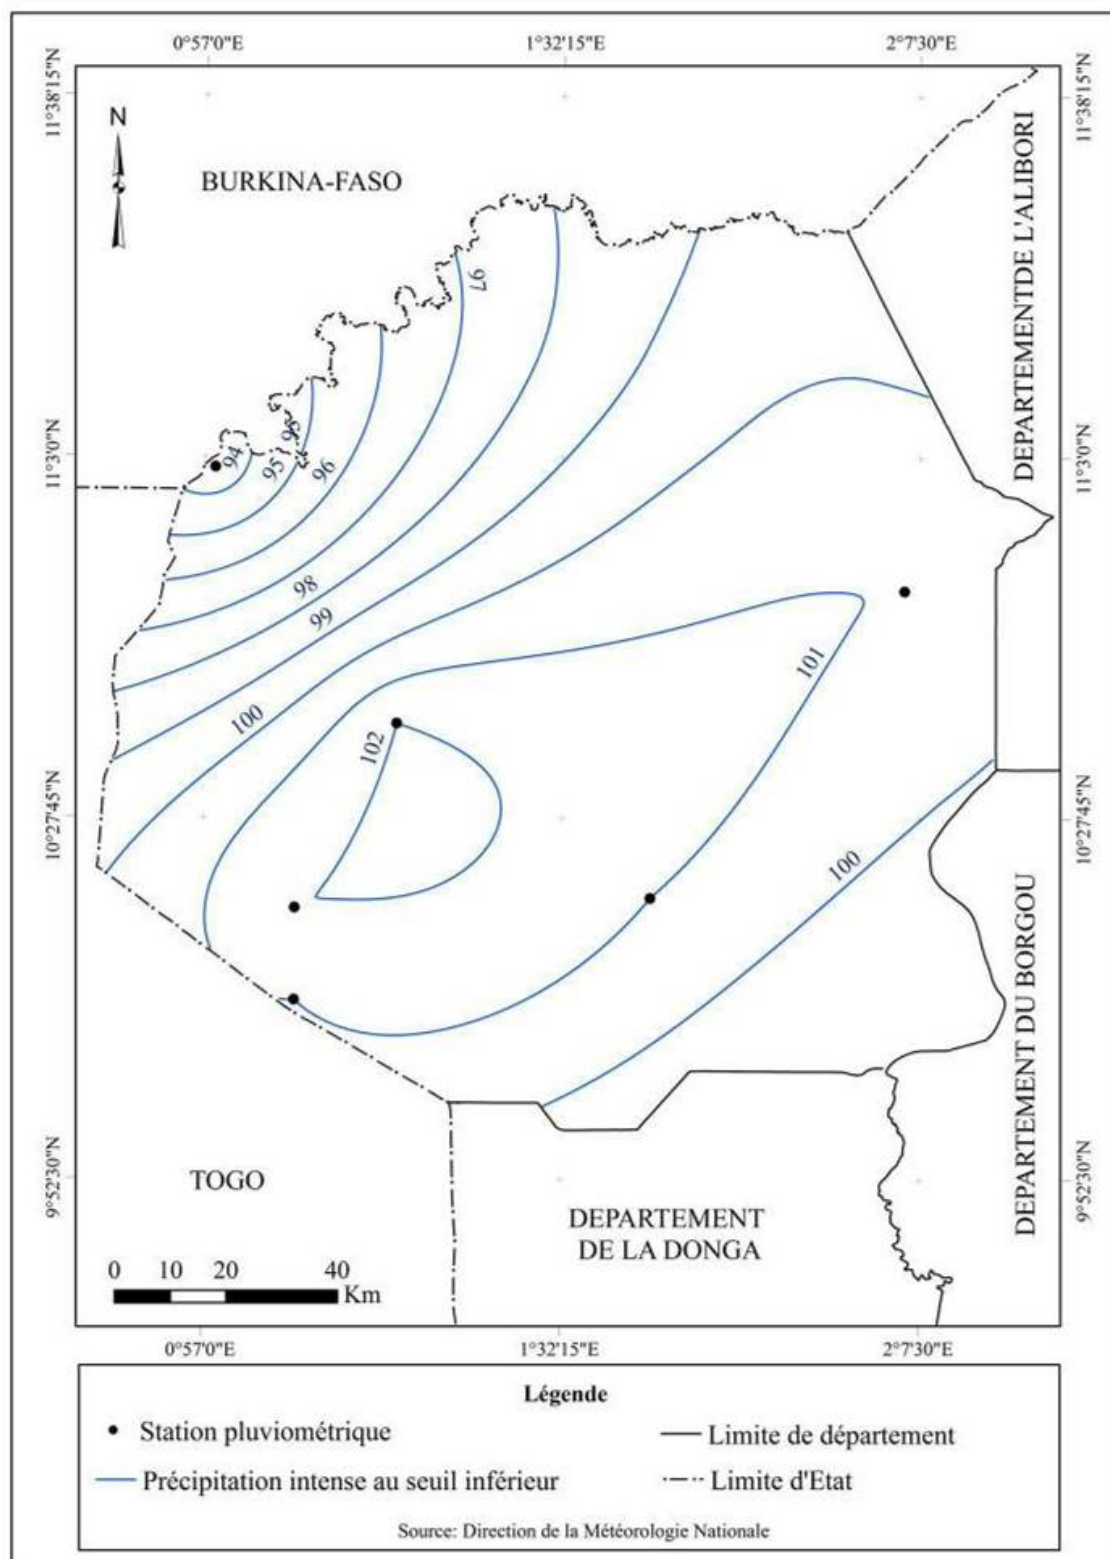 0°57'0"E
1°32'15"E
2°7'30"E
11°38'15"N
11°38'15"N
N
BURKINA-FASO
DEPARTEMENTDE L'ALIBORI
97
11°3'0"N
11°3'0"N
94
95
95
96
98
99
100
101
102
10°27'45"N
10°27'45"N
100
DEPARTEMENT DU BORGOU
9°52'30"N
9°52'30"N
TOGO
DEPARTEMENT
DE LA DONGA
0 10 20 40
Km
0°57'0"E
1°32'15"E
2°7'30"E
Légende
Station pluviométrique
Limite de département
Précipitation intense au seuil inférieur
Limite d'Etat
Source: Direction de la Météorologie Nationale